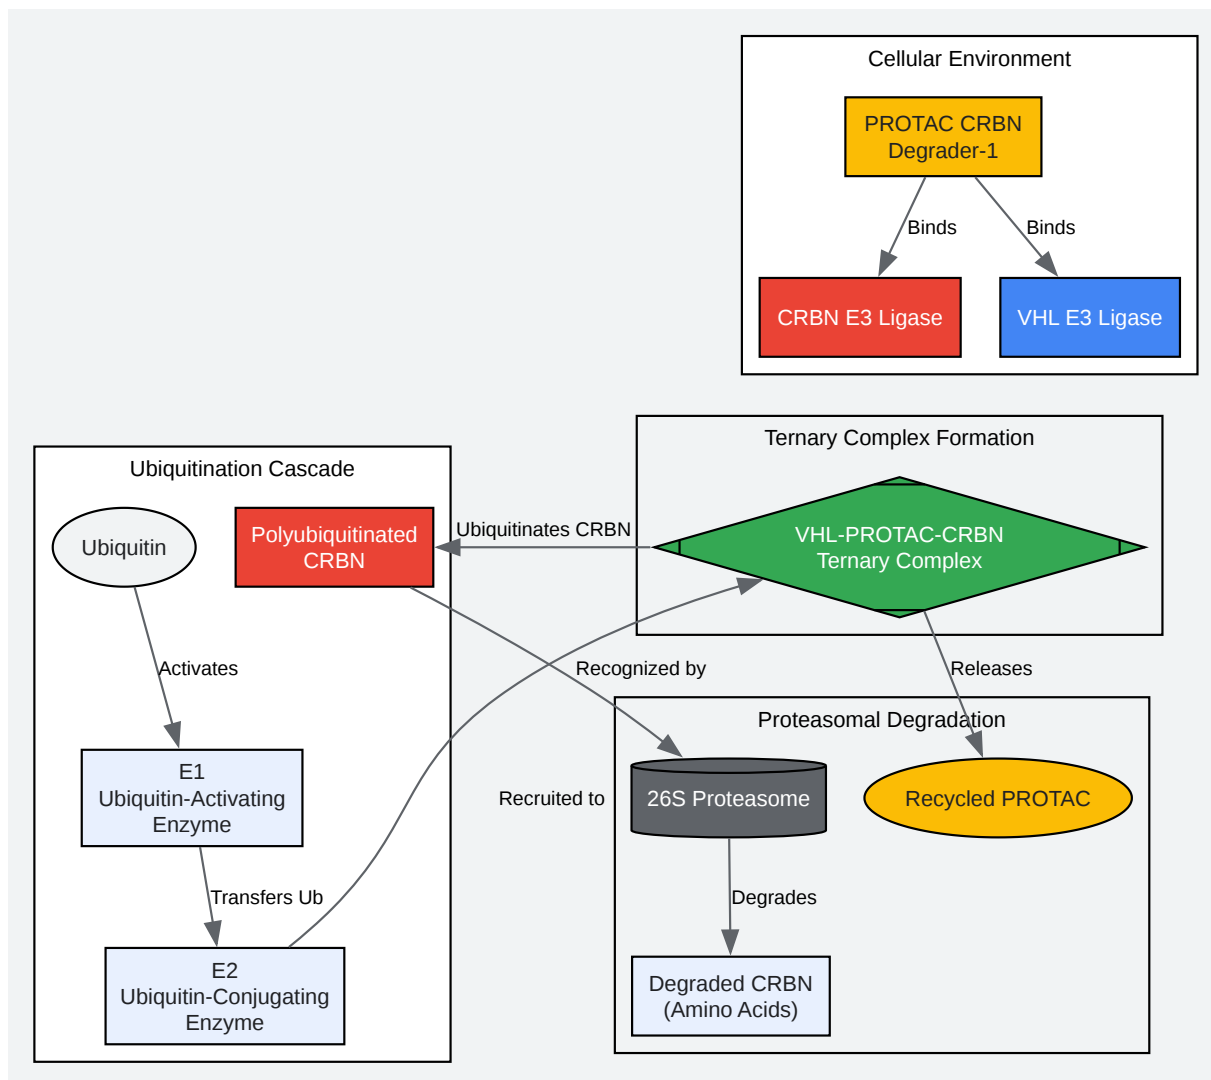 Cellular Environment
PROTAC CRBN
Degrader-1
Binds
Binds
CRBN E3 Ligase
VHL E3 Ligase
Ternary Complex Formation
VHL-PROTAC-CRBN
Ternary Complex
Ubiquitination Cascade
Ubiquitin
Polyubiquitinated
CRBN
Ubiquitinates CRBN
Activates
Recognized by
Releases
E1
Ubiquitin-Activating
Enzyme
Transfers Ub
E2
Ubiquitin-Conjugating
Enzyme
Recruited to
Proteasomal Degradation
26S Proteasome
Recycled PROTAC
Degrades
Degraded CRBN
(Amino Acids)